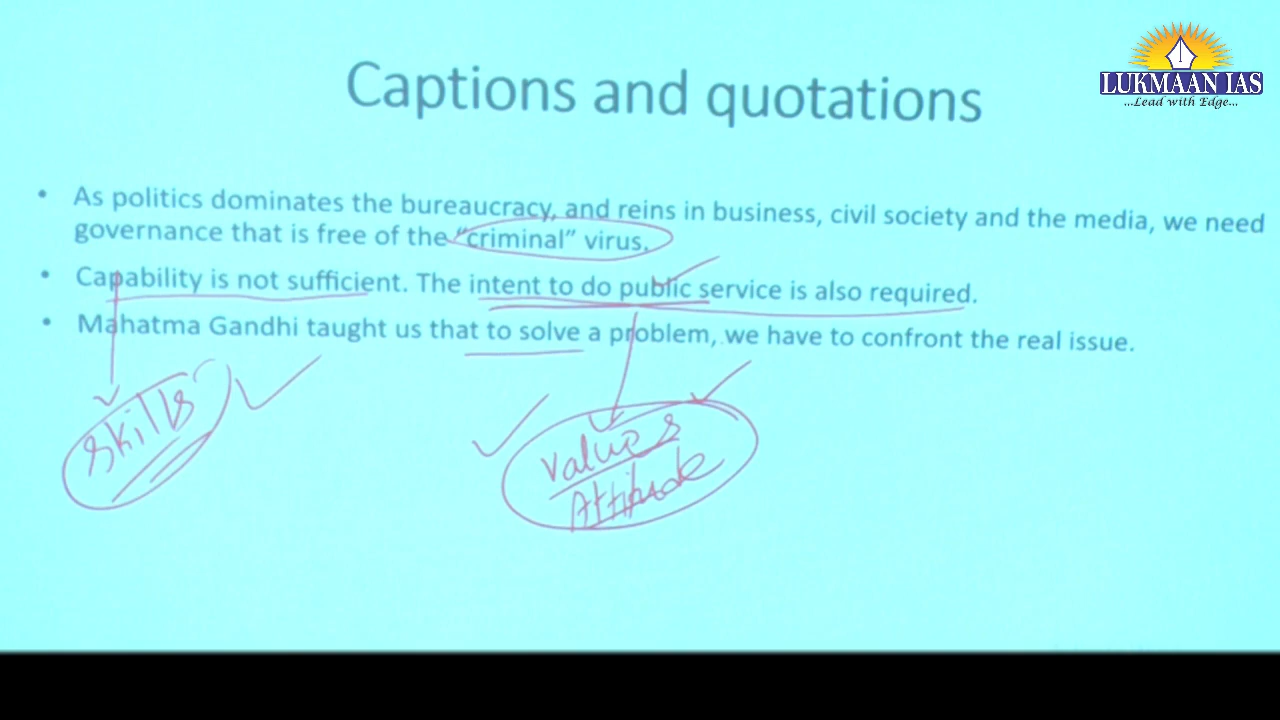 LUKMAAN IAS
...Lead with Edge...
Captions and quotations
• As politics dominates the bureaucracy, and reins in business, civil society and the media, we need
governance that is free of the "criminal" virus.
• Capability is not sufficient. The intent to do public service is also required.
• Mahatma Gandhi taught us that to solve a problem, we have to confront the real issue.
Skills
Values
Attitude